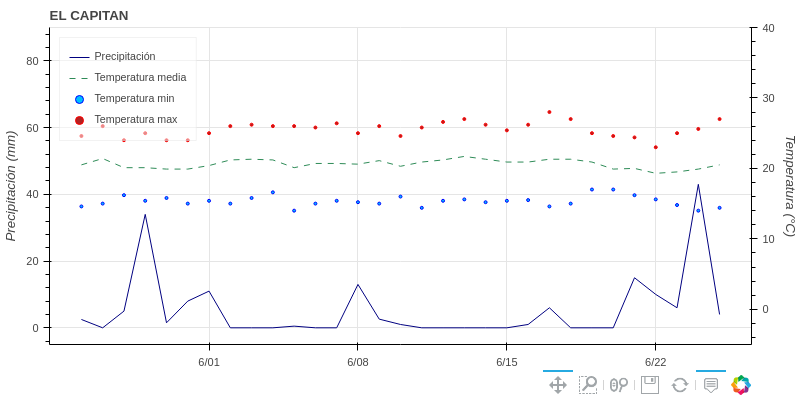 EL CAPITAN
Precipitación
Temperatura media
Temperatura min
Temperatura max
Precipitación (mm)
80
60
40
20
0
Temperatura (°C)
40
30
20
10
0
6/01
6/08
6/15
6/22